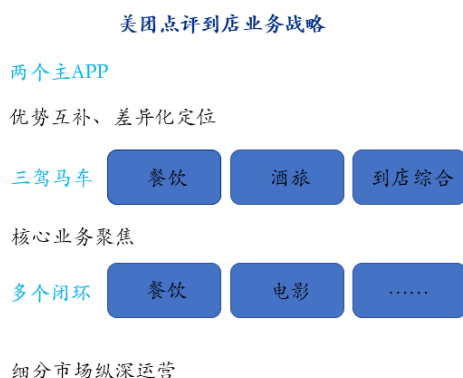 美团点评到店业务战略
两个主APP
优势互补、差异化定位
三驾马车 餐饮 酒旅 到店综合
核心业务聚焦
多个闭环 餐饮 电影 ……
细分市场纵深运营